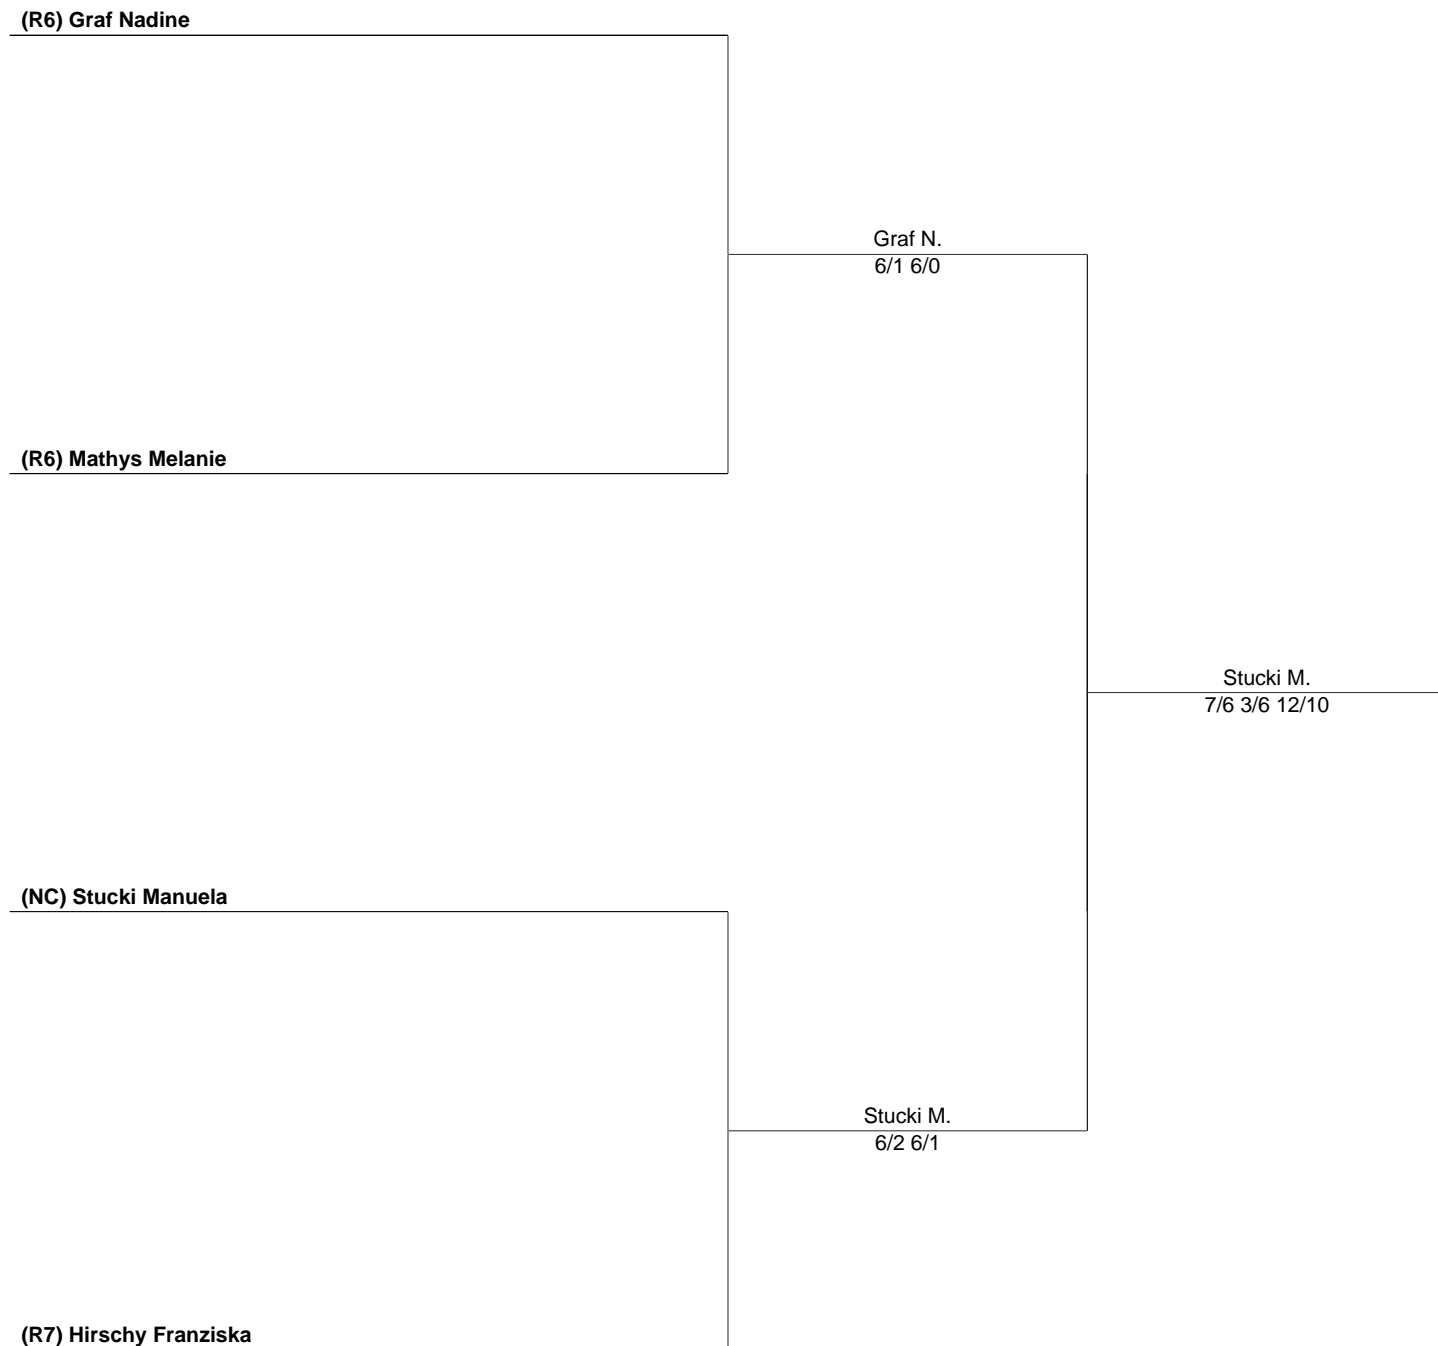 (R6) Graf Nadine
Graf N.
6/1 6/0
(R6) Mathys Melanie
Stucki M.
7/6 3/6 12/10
(NC) Stucki Manuela
Stucki M.
6/2 6/1
(R7) Hirschy Franziska